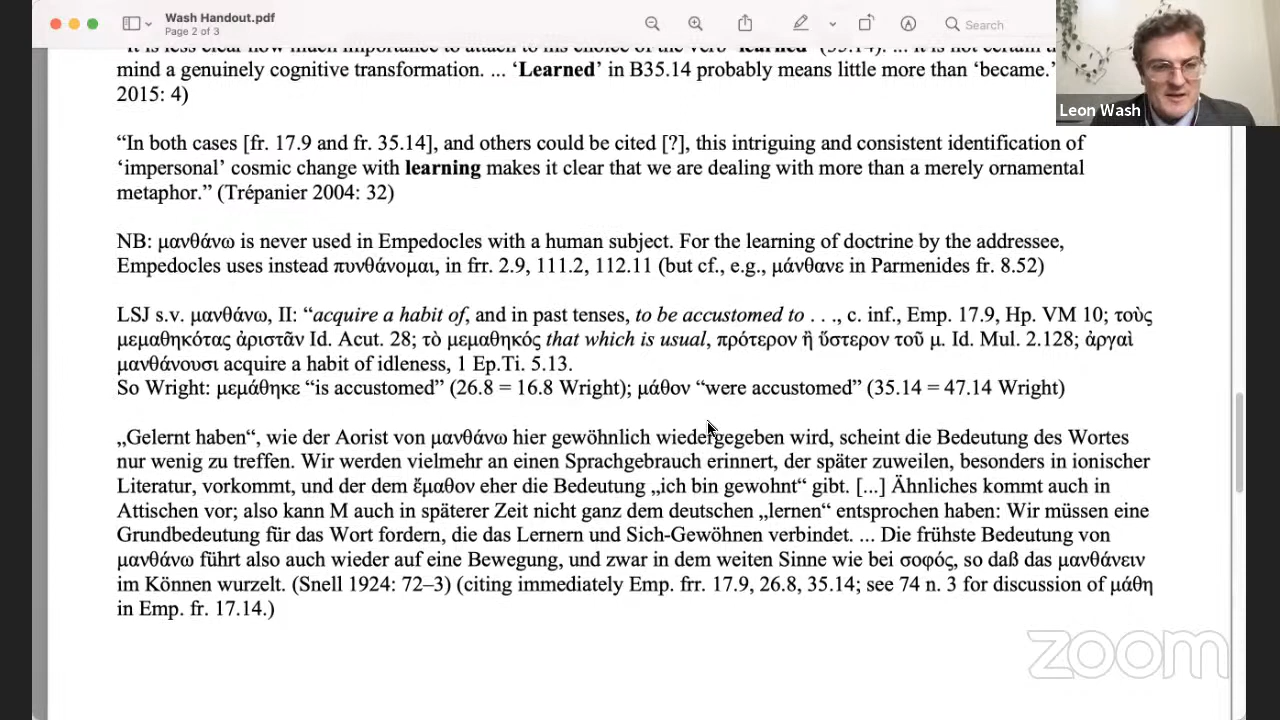 Wash Handout.pdf
Page 2 of 3
Search
Leon Wash
mind a genuinely cognitive transformation. ... ‘Learned’ in B35.14 probably means little more than ‘became.’
2015: 4)
“In both cases [fr. 17.9 and fr. 35.14], and others could be cited [?], this intriguing and consistent identification of
‘impersonal’ cosmic change with learning makes it clear that we are dealing with more than a merely ornamental
metaphor.” (Trépanier 2004: 32)
NB: μανθάνω is never used in Empedocles with a human subject. For the learning of doctrine by the addressee,
Empedocles uses instead πυνθάνομαι, in frr. 2.9, 111.2, 112.11 (but cf., e.g., μάνθανε in Parmenides fr. 8.52)
LSJ s.v. μανθάνω, II: “acquire a habit of, and in past tenses, to be accustomed to . . ., c. inf., Emp. 17.9, Hp. VM 10; τοὺς
μεμαθηκότας ἀριστᾶν Id. Acut. 28; τὸ μεμαθηκός that which is usual, πρότερον ἢ ὕστερον τοῦ μ. Id. Mul. 2.128; ἀργαὶ
μανθάνουσι acquire a habit of idleness, 1 Ep.Ti. 5.13.
So Wright: μεμάθηκε “is accustomed” (26.8 = 16.8 Wright); μάθον “were accustomed” (35.14 = 47.14 Wright)
„Gelernt haben“, wie der Aorist von μανθάνω hier gewöhnlich wiedergegeben wird, scheint die Bedeutung des Wortes
nur wenig zu treffen. Wir werden vielmehr an einen Sprachgebrauch erinnert, der später zuweilen, besonders in ionischer
Literatur, vorkommt, und der dem ἔμαθον eher die Bedeutung „ich bin gewohnt“ gibt. [...] Ähnliches kommt auch in
Attischen vor; also kann M auch in späterer Zeit nicht ganz dem deutschen „lernen“ entsprochen haben: Wir müssen eine
Grundbedeutung für das Wort fordern, die das Lernern und Sich-Gewöhnen verbindet. ... Die frühste Bedeutung von
μανθάνω führt also auch wieder auf eine Bewegung, und zwar in dem weiten Sinne wie bei σοφός, so daß das μανθάνειν
im Können wurzelt. (Snell 1924: 72–3) (citing immediately Emp. frr. 17.9, 26.8, 35.14; see 74 n. 3 for discussion of μάθη
in Emp. fr. 17.14.)
zoom